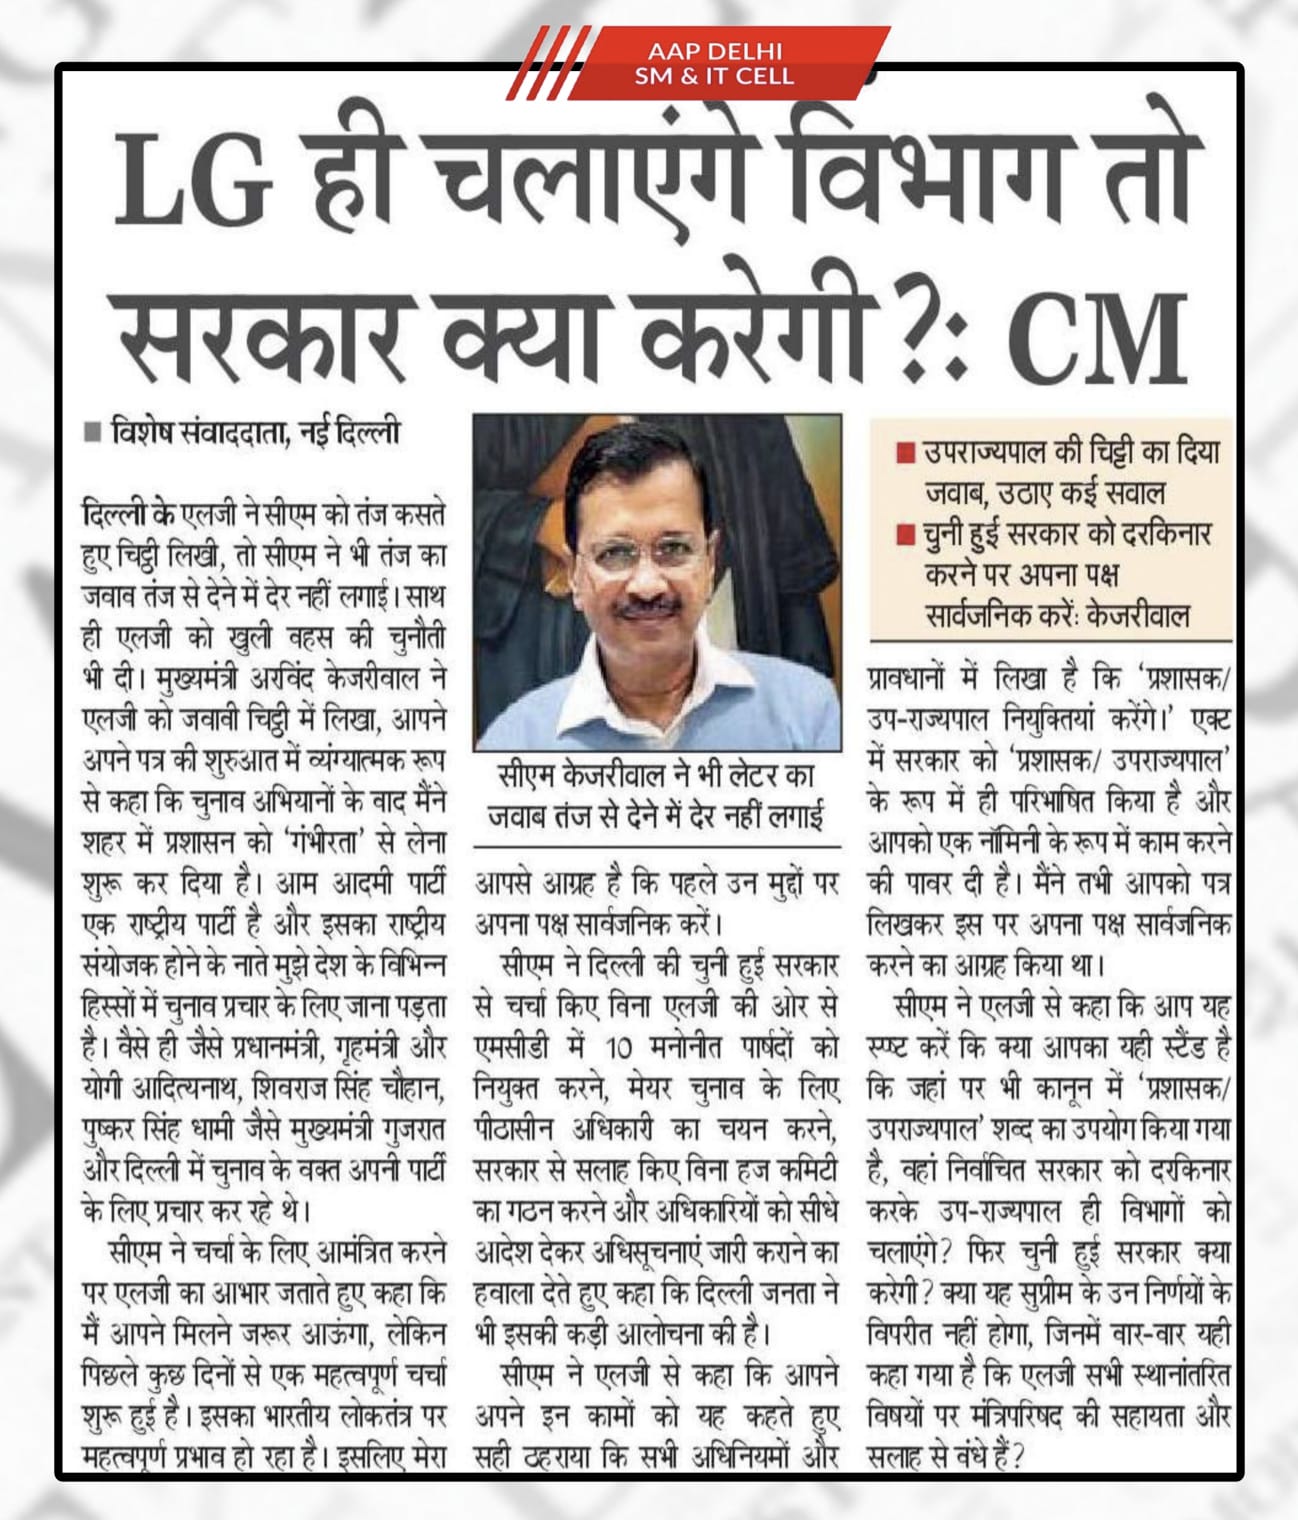 AAP DELHI
SM & IT CELL
LG ही चलाएंगे विभाग तो
सरकार क्या करेगी?: CM
विशेष संवाददाता, नई दिल्ली
दिल्ली के एलजी ने सीएम को तंज कसते
हुए चिट्ठी लिखी, तो सीएम ने भी तंज का
जवाब तंज से देने में देर नहीं लगाई। साथ
ही एलजी को खुली बहस की चुनौती
भी दी। मुख्यमंत्री अरविंद केजरीवाल ने
एलजी को जवाबी चिट्ठी में लिखा, आपने
अपने पत्र की शुरुआत में व्यंग्यात्मक रूप
से कहा कि चुनाव अभियानों के बाद मैंने
शहर में प्रशासन को ‘गंभीरता’ से लेना
शुरू कर दिया है। आम आदमी पार्टी
एक राष्ट्रीय पार्टी है और इसका राष्ट्रीय
संयोजक होने के नाते मुझे देश के विभिन्न
हिस्सों में चुनाव प्रचार के लिए जाना पड़ता
है। वैसे ही जैसे प्रधानमंत्री, गृहमंत्री और
योगी आदित्यनाथ, शिवराज सिंह चौहान,
पुष्कर सिंह धामी जैसे मुख्यमंत्री गुजरात
और दिल्ली में चुनाव के वक्त अपनी पार्टी
के लिए प्रचार कर रहे थे।
सीएम ने चर्चा के लिए आमंत्रित करने
पर एलजी का आभार जताते हुए कहा कि
मैं आपने मिलने जरूर आऊंगा, लेकिन
पिछले कुछ दिनों से एक महत्वपूर्ण चर्चा
शुरू हुई है। इसका भारतीय लोकतंत्र पर
महत्वपूर्ण प्रभाव हो रहा है। इसलिए मेरा
सीएम केजरीवाल ने भी लेटर का
जवाब तंज से देने में देर नहीं लगाई
आपसे आग्रह है कि पहले उन मुद्दों पर
अपना पक्ष सार्वजनिक करें।
सीएम ने दिल्ली की चुनी हुई सरकार
से चर्चा किए बिना एलजी की ओर से
एमसीडी में 10 मनोनीत पार्षदों को
नियुक्त करने, मेयर चुनाव के लिए
पीठासीन अधिकारी का चयन करने,
सरकार से सलाह किए बिना हज कमिटी
का गठन करने और अधिकारियों को सीधे
आदेश देकर अधिसूचनाएं जारी कराने का
हवाला देते हुए कहा कि दिल्ली जनता ने
भी इसकी कड़ी आलोचना की है।
सीएम ने एलजी से कहा कि आपने
अपने इन कामों को यह कहते हुए
सही ठहराया कि सभी अधिनियमों और
उपराज्यपाल की चिट्टी का दिया
जवाब, उठाए कई सवाल
चुनी हुई सरकार को दरकिनार
करने पर अपना पक्ष
सार्वजनिक करें: केजरीवाल
प्रावधानों में लिखा है कि ‘प्रशासक/
उप-राज्यपाल नियुक्तियां करेंगे।’ एक्ट
में सरकार को ‘प्रशासक/ उपराज्यपाल’
के रूप में ही परिभाषित किया है और
आपको एक नॉमिनी के रूप में काम करने
की पावर दी है। मैंने तभी आपको पत्र
लिखकर इस पर अपना पक्ष सार्वजनिक
करने का आग्रह किया था।
सीएम ने एलजी से कहा कि आप यह
स्पष्ट करें कि क्या आपका यही स्टैंड है
कि जहां पर भी कानून में ‘प्रशासक/
उपराज्यपाल’ शब्द का उपयोग किया गया
है, वहां निर्वाचित सरकार को दरकिनार
करके उप-राज्यपाल ही विभागों को
चलाएंगे? फिर चुनी हुई सरकार क्या
करेगी? क्या यह सुप्रीम के उन निर्णयों के
विपरीत नहीं होगा, जिनमें बार-बार यही
कहा गया है कि एलजी सभी स्थानांतरित
विषयों पर मंत्रिपरिषद की सहायता और
सलाह से बंधे हैं?